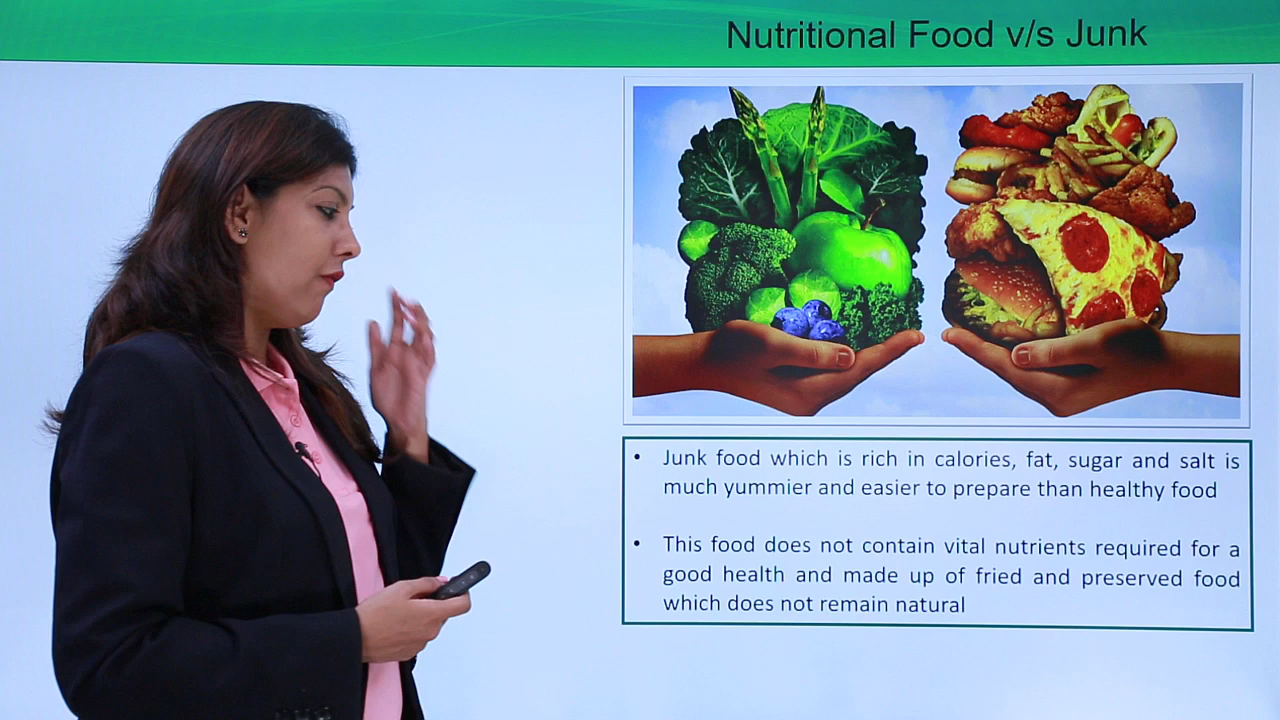 Nutritional Food v/s Junk
• Junk food which is rich in calories, fat, sugar and salt is
much yummier and easier to prepare than healthy food
• This food does not contain vital nutrients required for a
good health and made up of fried and preserved food
which does not remain natural